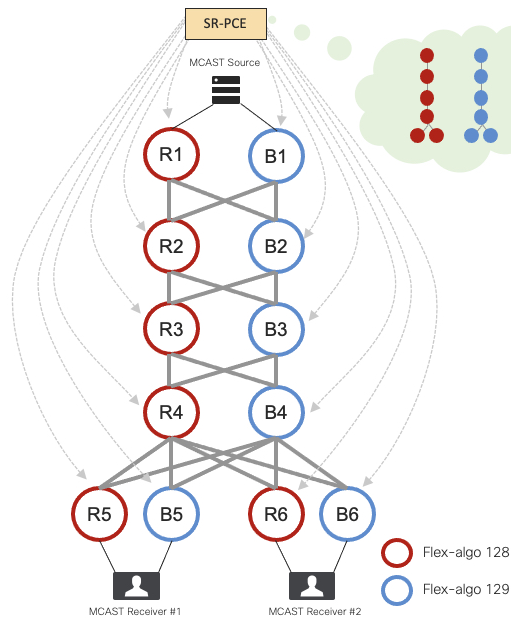 SR-PCE
MCAST Source
R1
B1
R2
B2
R3
B3
R4
B4
R5
B5
R6
B6
Flex-algo 128
Flex-algo 129
MCAST Receiver #1
MCAST Receiver #2